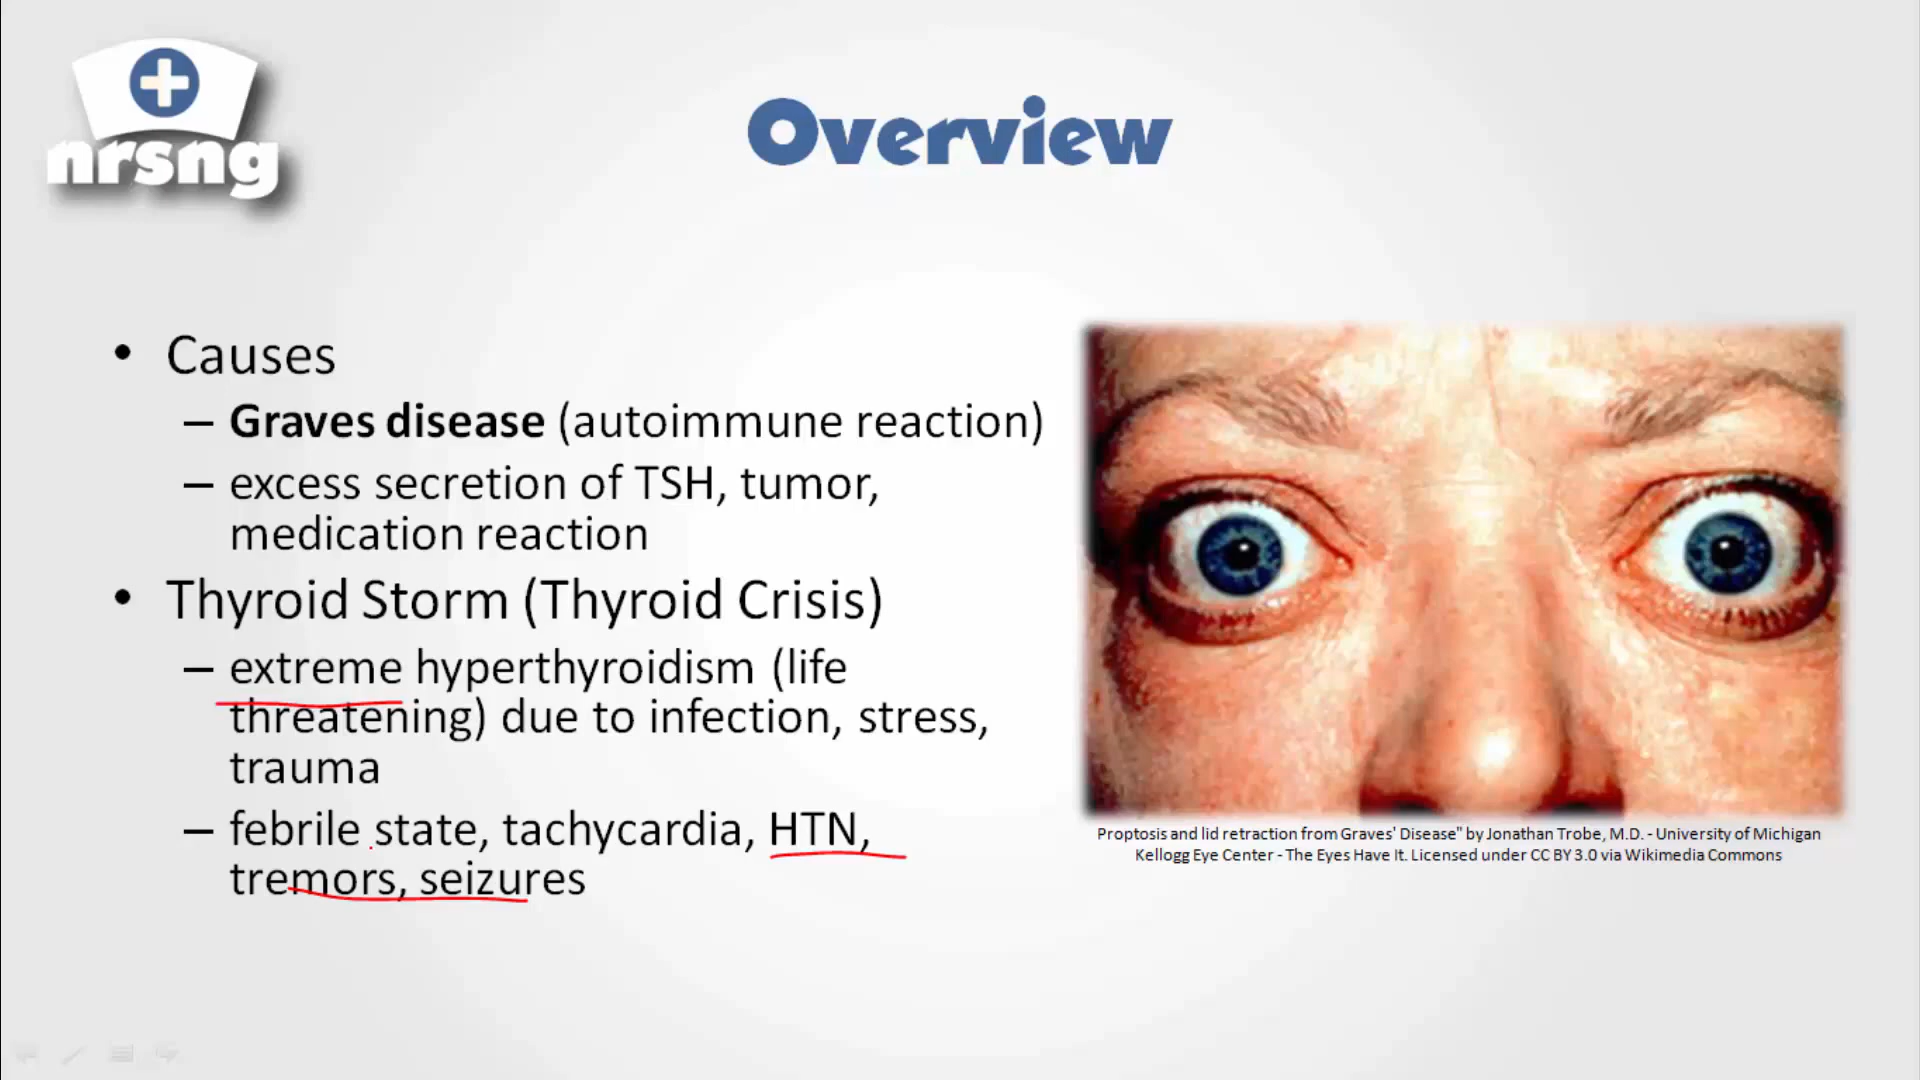 nrsng
Overview
• Causes
– Graves disease (autoimmune reaction)
– excess secretion of TSH, tumor,
medication reaction
• Thyroid Storm (Thyroid Crisis)
– extreme hyperthyroidism (life
threatening) due to infection, stress,
trauma
– febrile state, tachycardia, HTN,
tremors, seizures
Proptosis and lid retraction from Graves' Disease" by Jonathan Trobe, M.D. - University of Michigan
Kellogg Eye Center - The Eyes Have It. Licensed under CC BY 3.0 via Wikimedia Commons